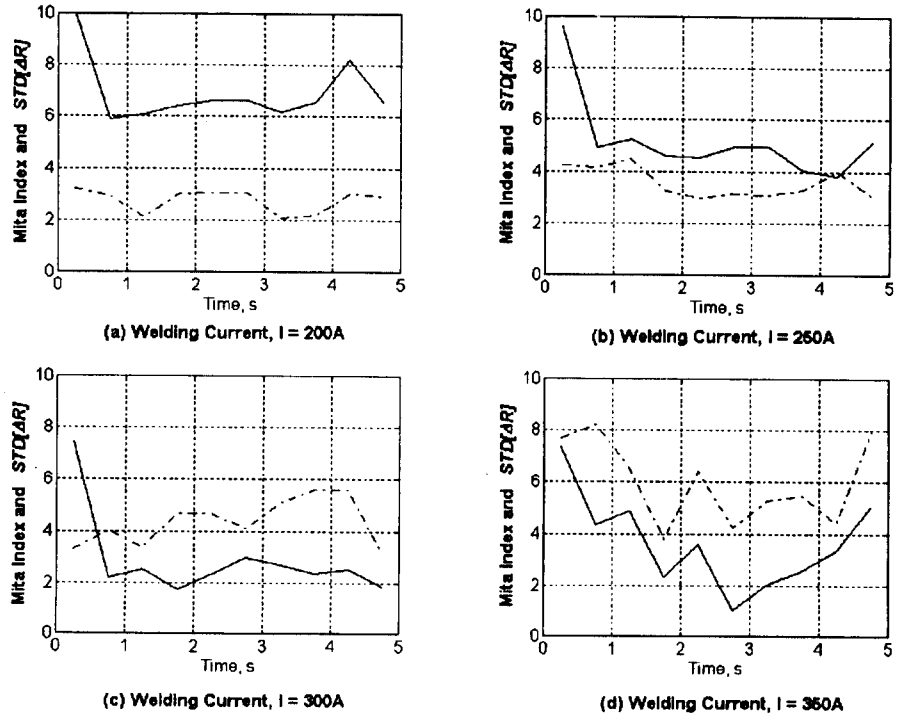 Mita Index and STD[ΔR]
10
8
6
4
2
0
0 1 2 3 4 5
Time, s
(a) Welding Current, I = 200A
Mita Index and STD[ΔR]
10
8
6
4
2
0
0 1 2 3 4 5
Time, s
(b) Welding Current, I = 250A
Mita Index and STD[ΔR]
10
8
6
4
2
0
0 1 2 3 4 5
Time, s
(c) Welding Current, I = 300A
Mita Index and STD[ΔR]
10
8
6
4
2
0
0 1 2 3 4 5
Time, s
(d) Welding Current, I = 350A